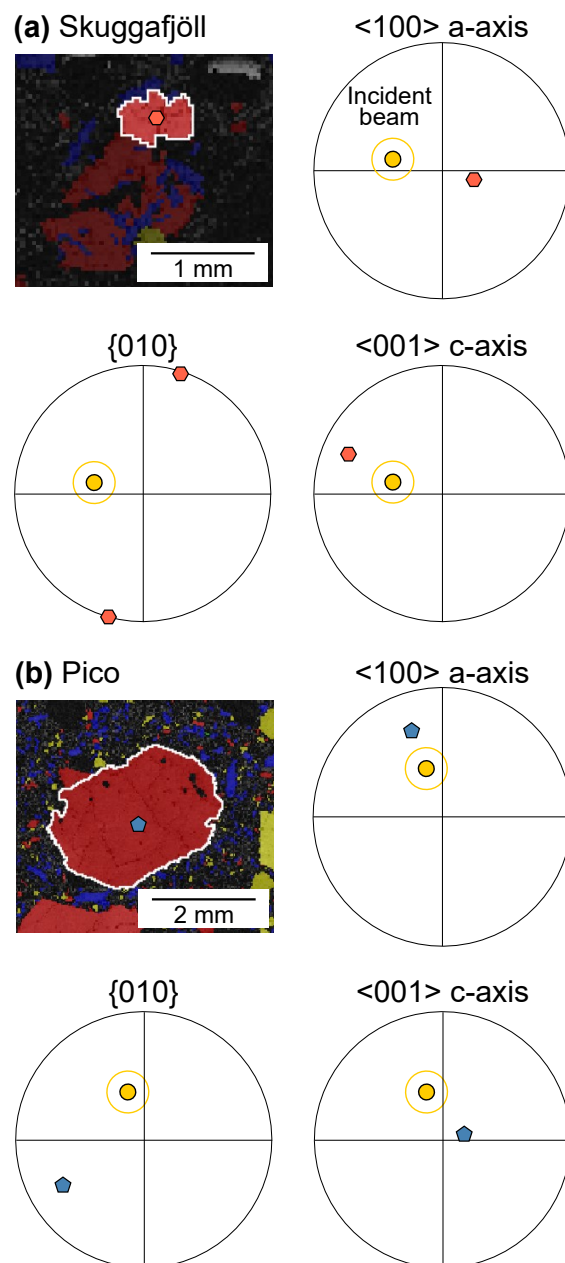 (a) Skuggafjöll
<100> a-axis
Incident
beam
1 mm
{010}
<001> c-axis
(b) Pico
<100> a-axis
2 mm
{010}
<001> c-axis